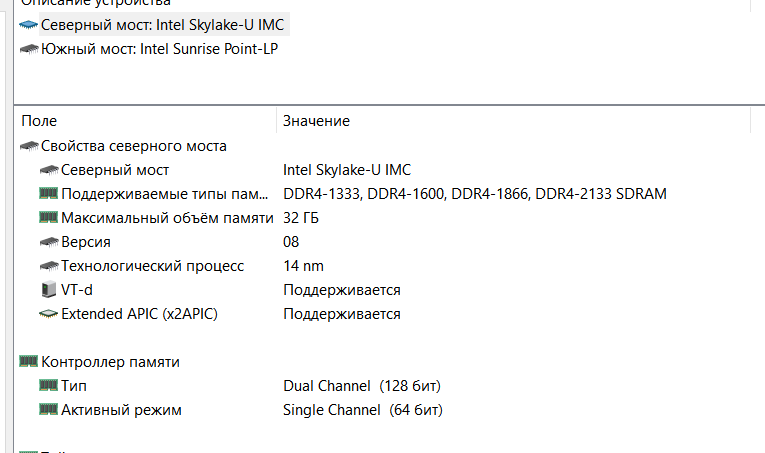 Описание устройства
Северный мост: Intel Skylake-U IMC
Южный мост: Intel Sunrise Point-LP
Поле Значение
Свойства северного моста
Северный мост Intel Skylake-U IMC
Поддерживаемые типы пам... DDR4-1333, DDR4-1600, DDR4-1866, DDR4-2133 SDRAM
Максимальный объём памяти 32 ГБ
Версия 08
Технологический процесс 14 nm
VT-d Поддерживается
Extended APIC (x2APIC) Поддерживается
Контроллер памяти
Тип Dual Channel (128 бит)
Активный режим Single Channel (64 бит)